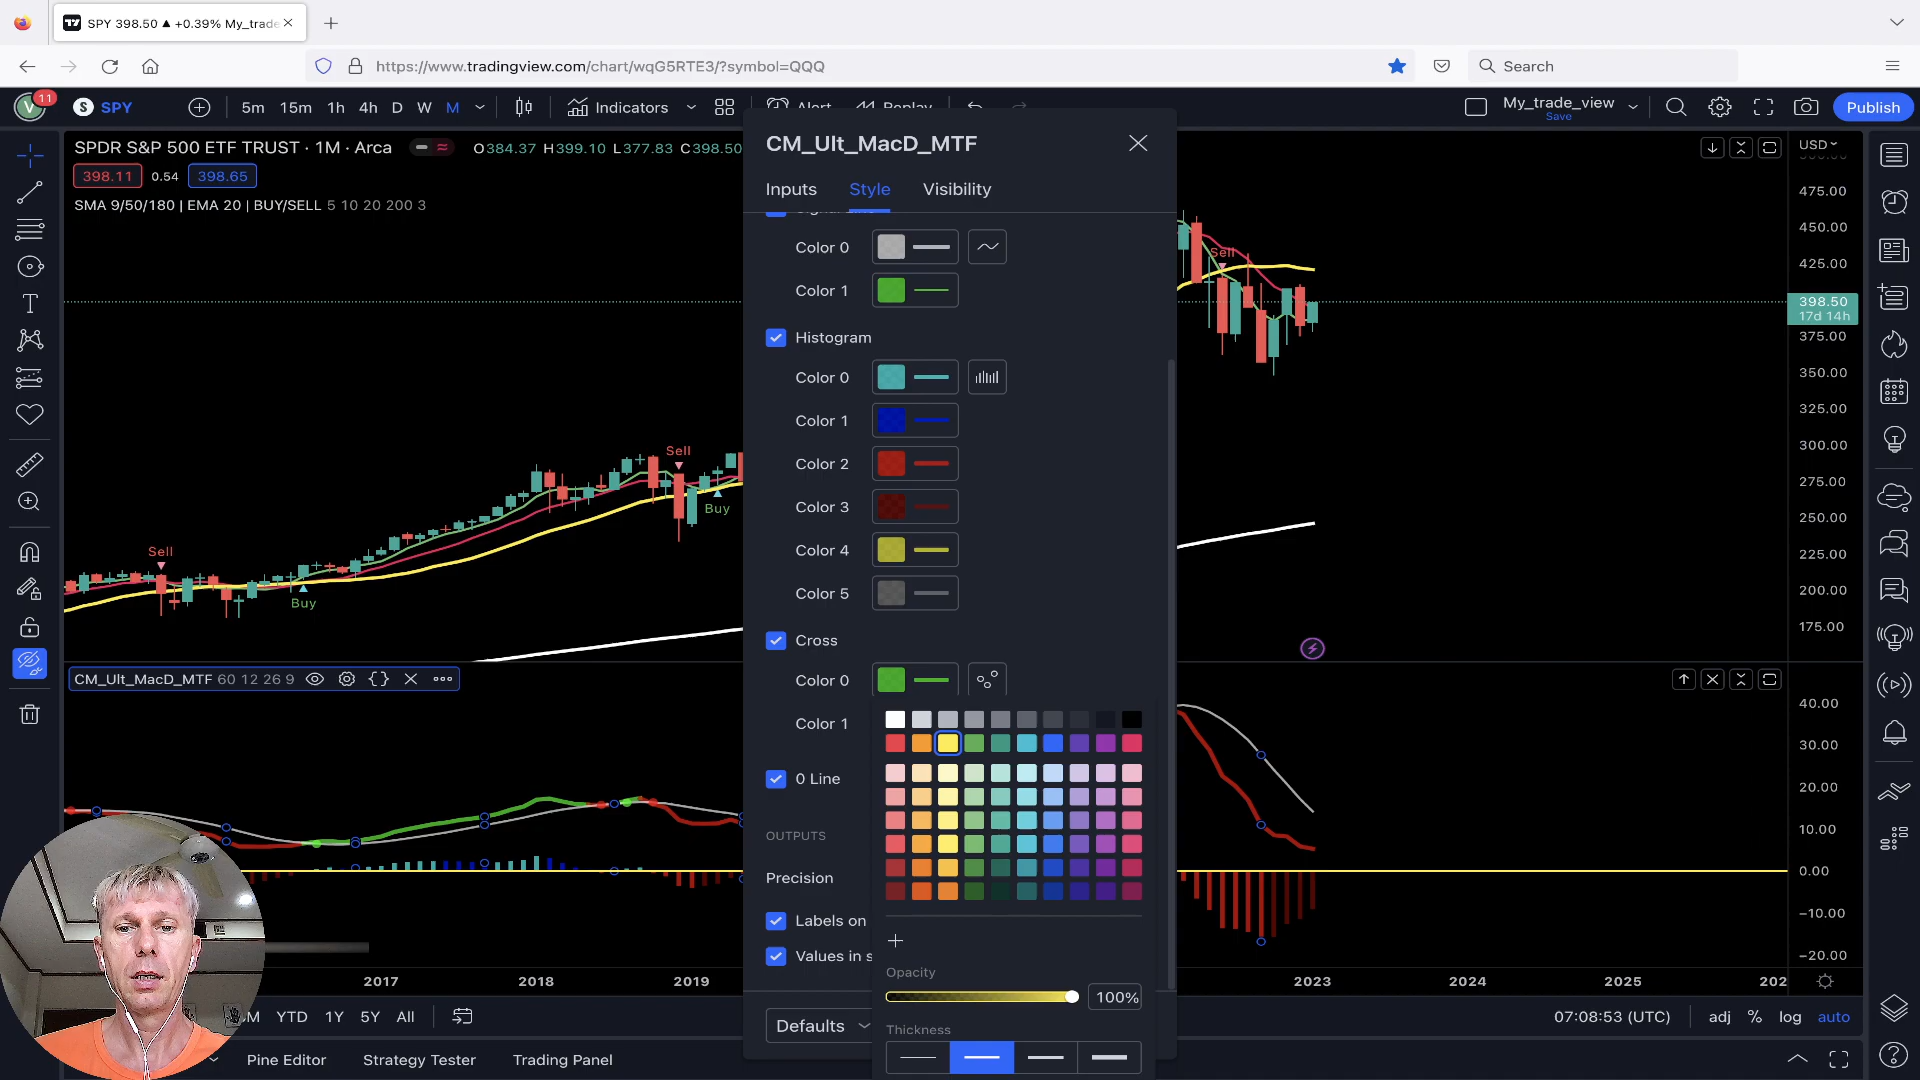 SPY 398.50 ▲ +0.39% My_trade
https://www.tradingview.com/chart/wqG5RTE3/?symbol=QQQ
Search
V
11
S SPY
5m 15m 1h 4h D W M
Indicators
Alert
Replay
My_trade_view
Save
Publish
SPDR S&P 500 ETF TRUST · 1M · Arca
O384.37 H399.10 L377.83 C398.50
398.11 0.54 398.65
SMA 9/50/180 | EMA 20 | BUY/SELL 5 10 20 200 3
CM_Ult_MacD_MTF
Inputs
Style
Visibility
Color 0
Color 1
Histogram
Color 0
Color 1
Color 2
Color 3
Color 4
Color 5
Cross
Color 0
Color 1
0 Line
OUTPUTS
Precision
Labels on
Values in s
Defaults
Opacity
100%
Thickness
USD
475.00
450.00
425.00
398.50
17d 14h
375.00
350.00
325.00
300.00
275.00
250.00
225.00
200.00
175.00
Sell
Sell
Buy
Sell
Buy
CM_Ult_MacD_MTF 60 12 26 9
40.00
30.00
20.00
10.00
0.00
−10.00
−20.00
2017 2018 2019 2023 2024 2025 202
M YTD 1Y 5Y All
07:08:53 (UTC)
adj % log auto
Pine Editor
Strategy Tester
Trading Panel